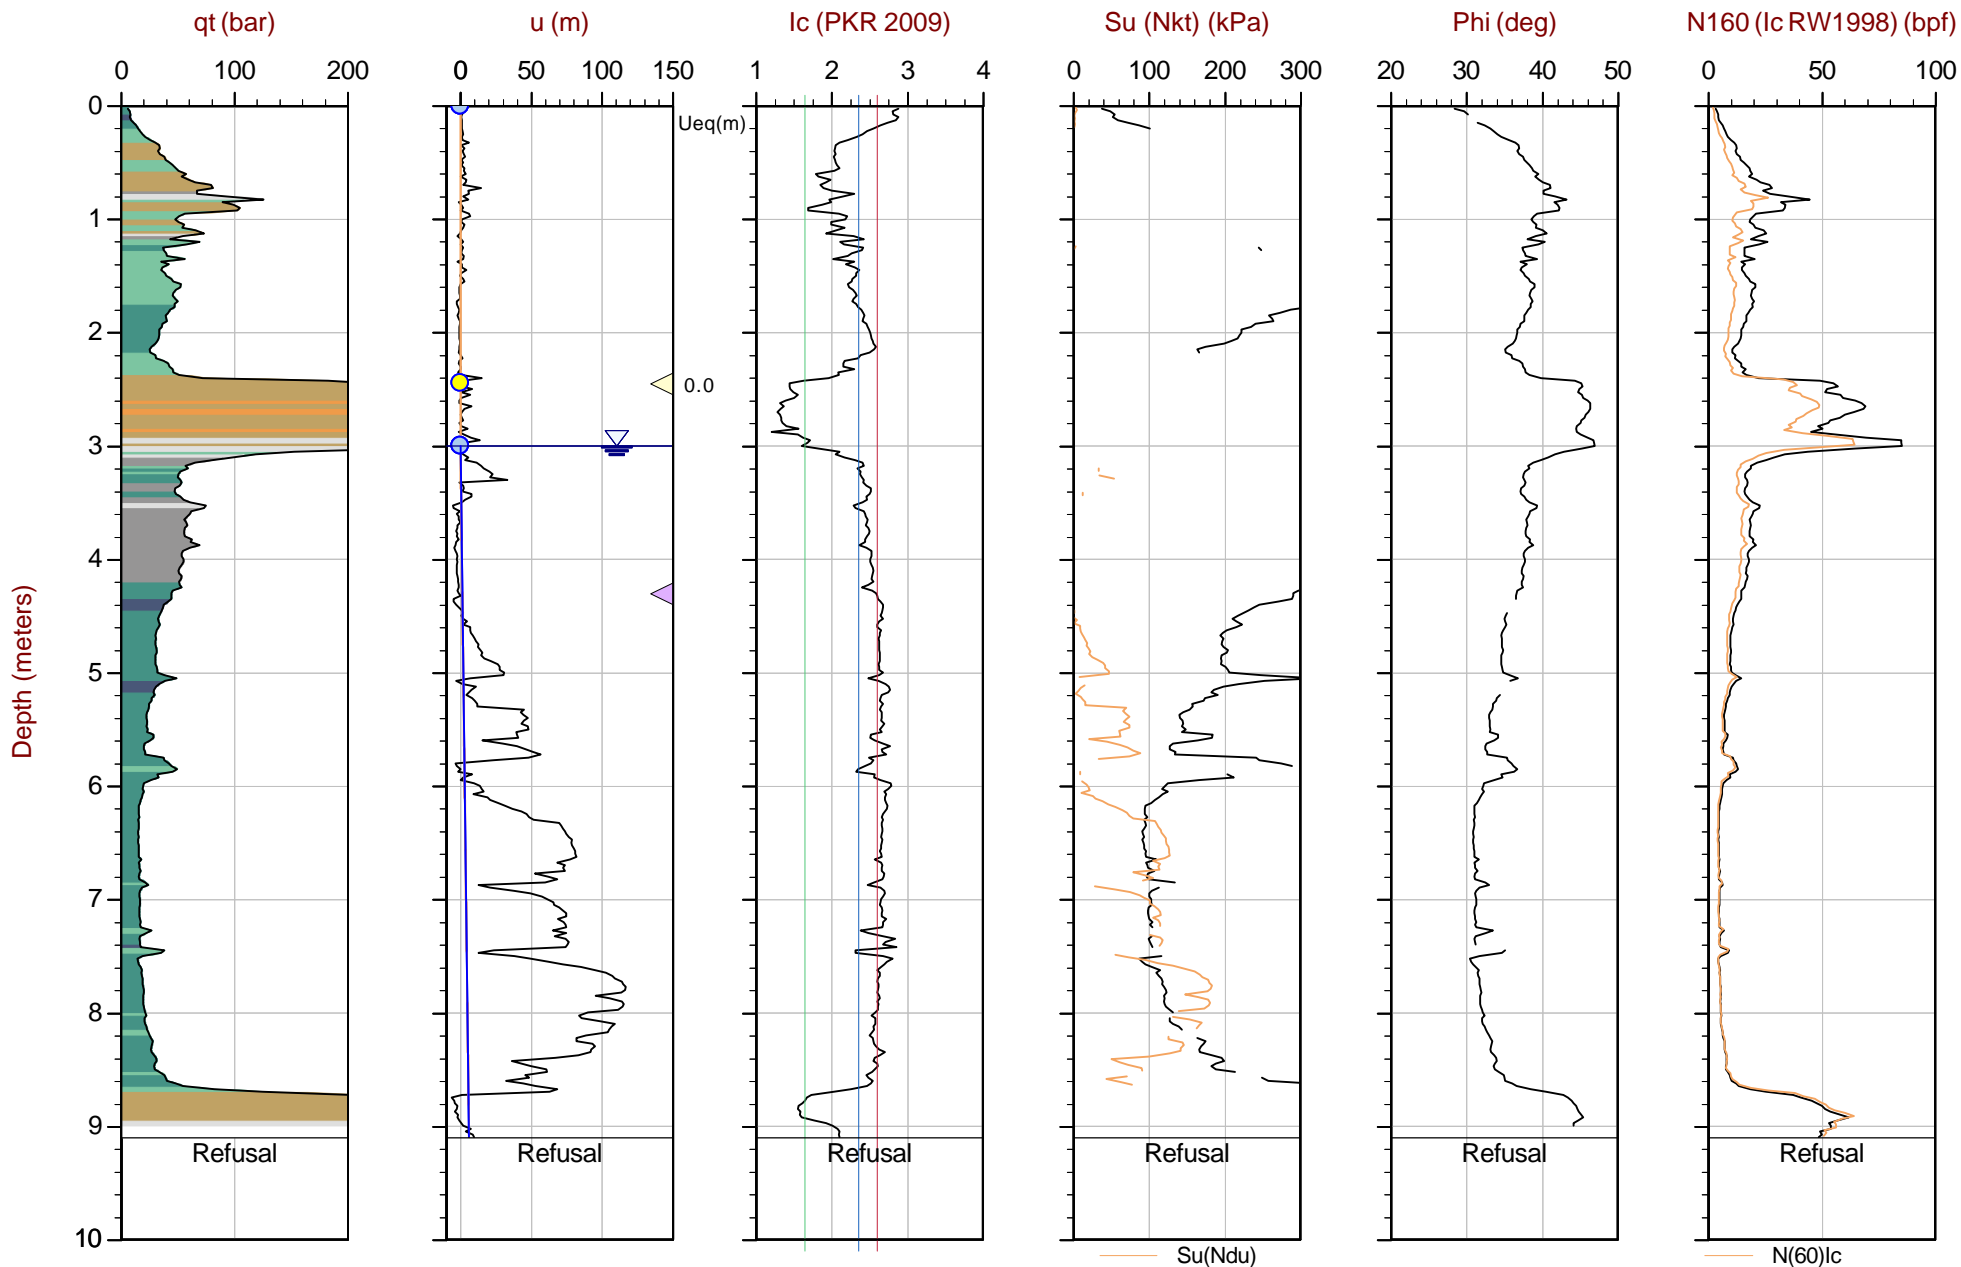 qt (bar) u (m) Ic (PKR 2009) Su (Nkt) (kPa) Phi (deg) N160 (Ic RW1998) (bpf)
0 100 200 0 50 100 150 1 2 3 4 0 100 200 300 20 30 40 50 0 50 100
0
Ueq(m)
1
2
0.0
3
4
Depth (meters)
5
6
7
8
9
Refusal Refusal Refusal Refusal Refusal Refusal
10
Su(Ndu) N(60)Ic